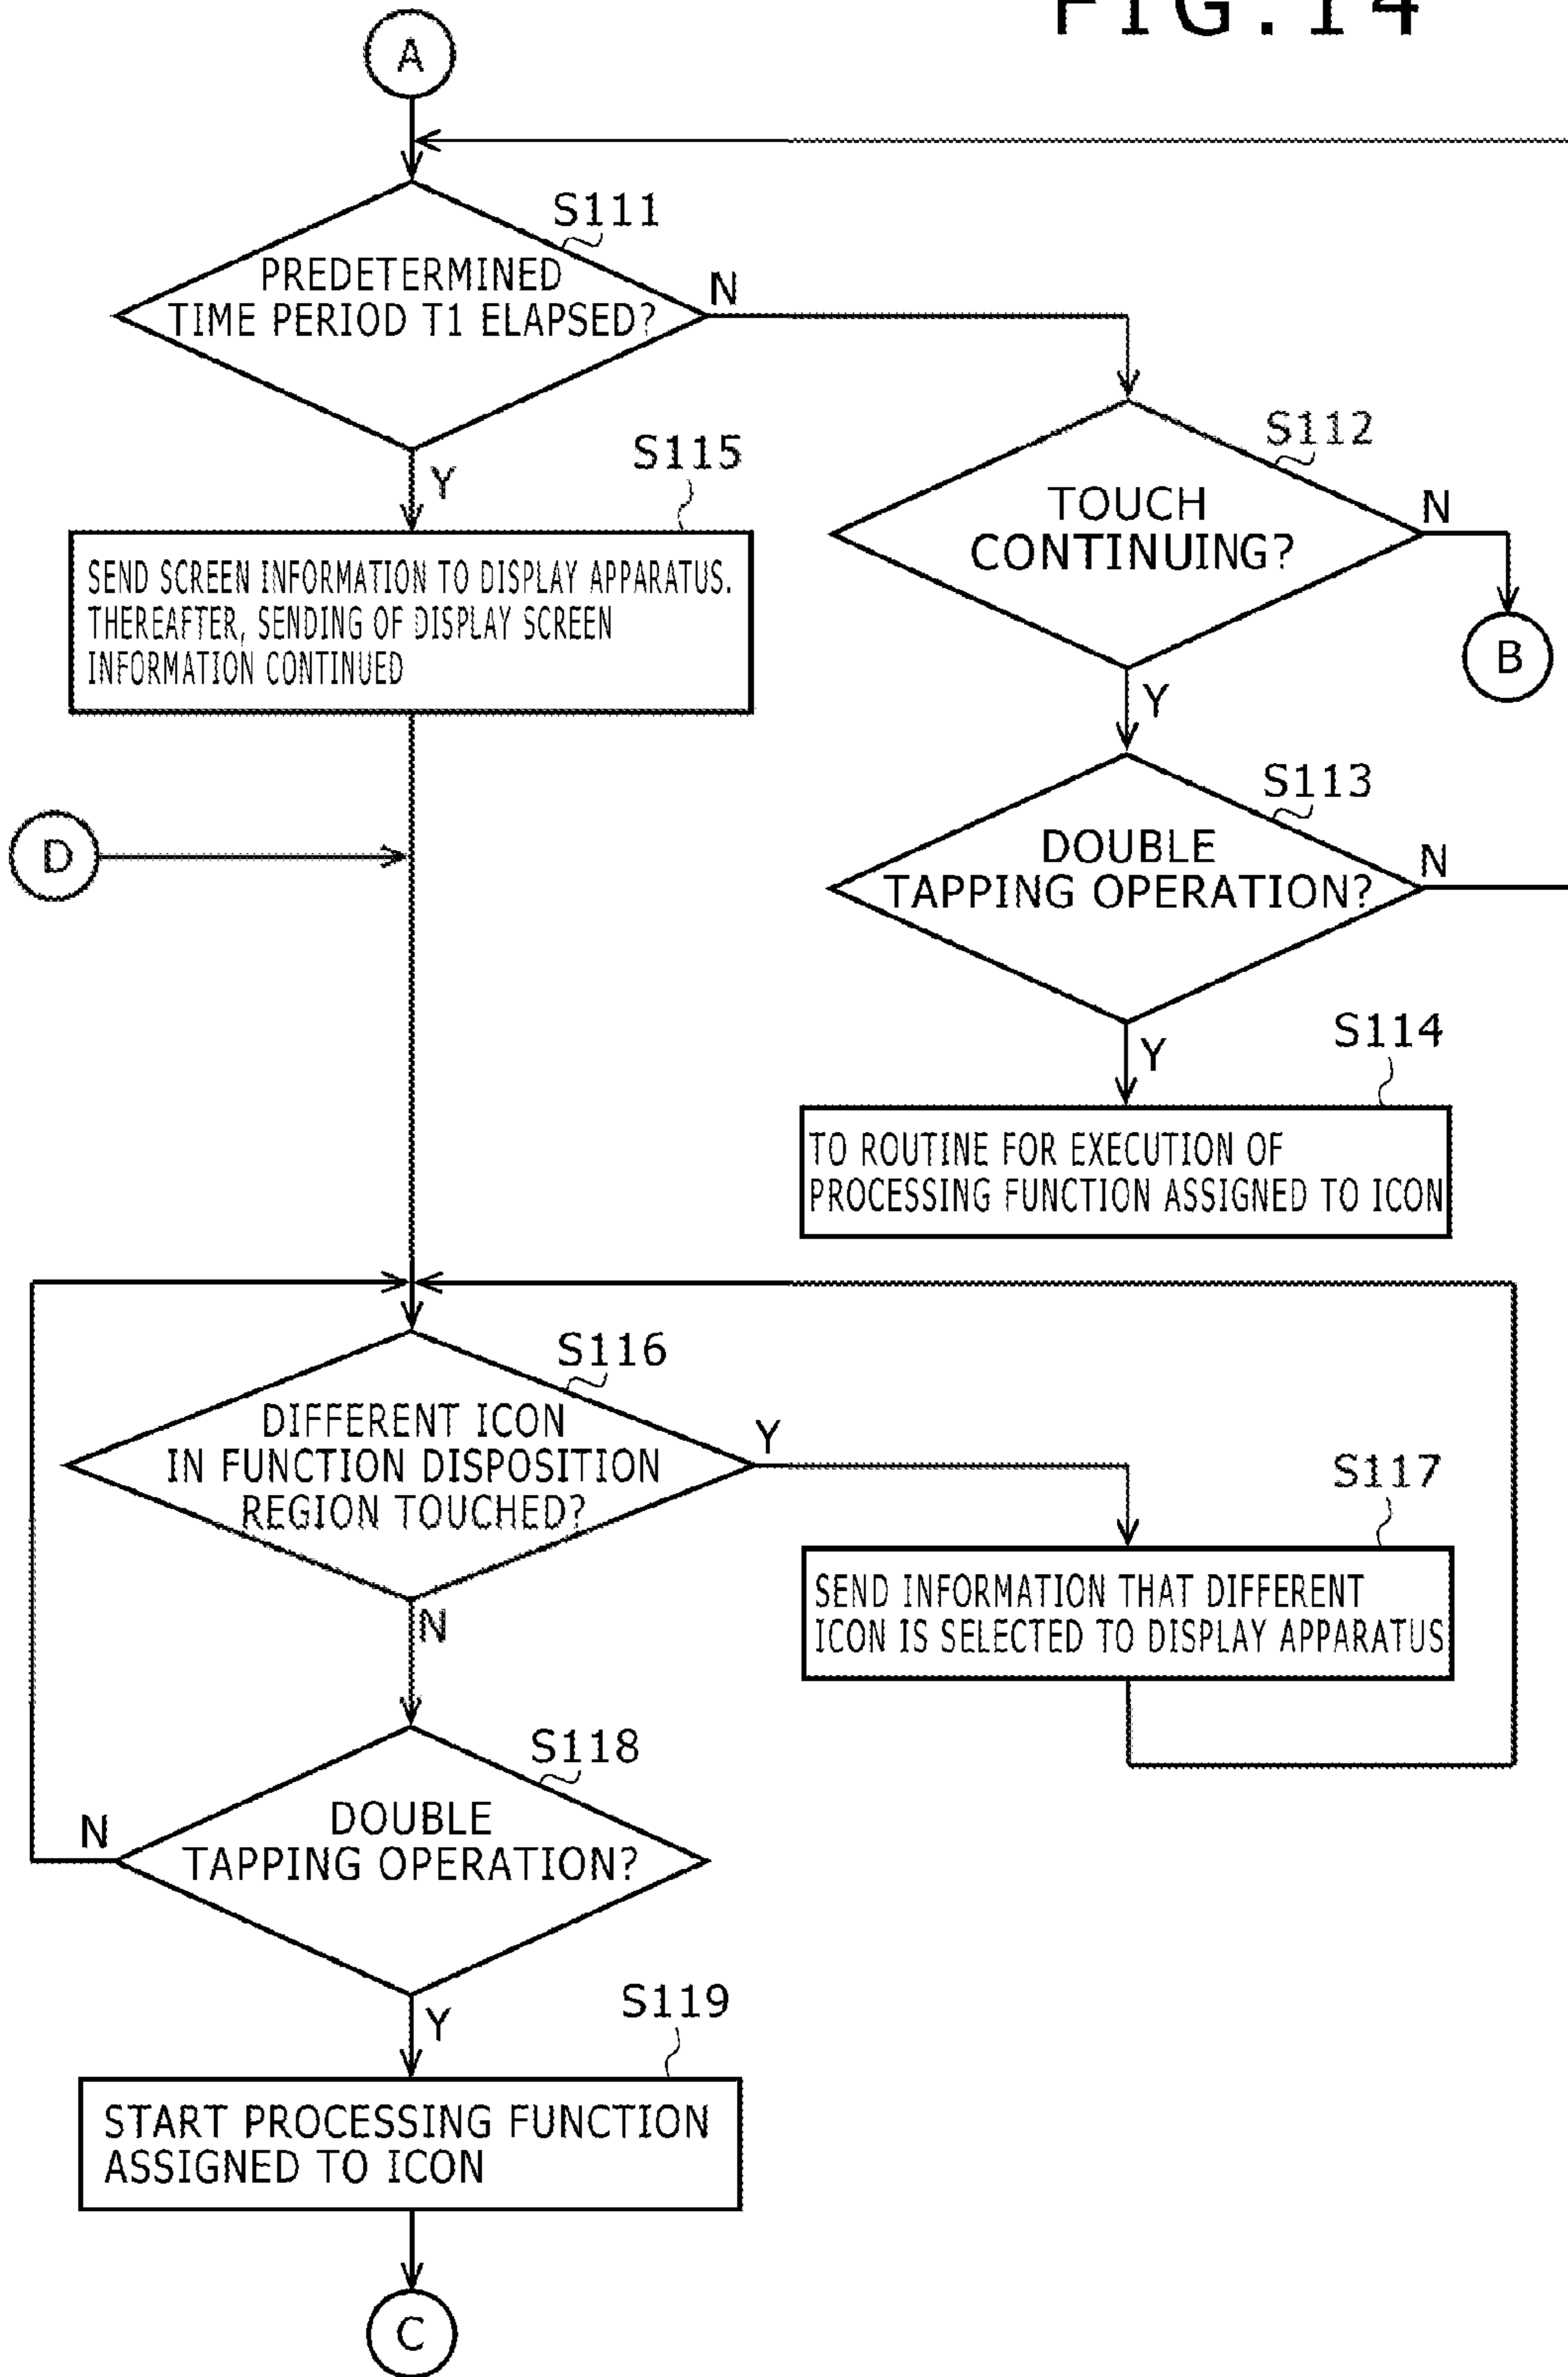 FIG.14
A
S111
PREDETERMINED
TIME PERIOD T1 ELAPSED?
N
Y
S112
TOUCH
CONTINUING?
N
B
Y
S115
SEND SCREEN INFORMATION TO DISPLAY APPARATUS.
THEREAFTER, SENDING OF DISPLAY SCREEN
INFORMATION CONTINUED
S113
DOUBLE
TAPPING OPERATION?
N
Y
D
S114
TO ROUTINE FOR EXECUTION OF
PROCESSING FUNCTION ASSIGNED TO ICON
S116
DIFFERENT ICON
IN FUNCTION DISPOSITION
REGION TOUCHED?
Y
N
S117
SEND INFORMATION THAT DIFFERENT
ICON IS SELECTED TO DISPLAY APPARATUS
S118
DOUBLE
TAPPING OPERATION?
N
Y
S119
START PROCESSING FUNCTION
ASSIGNED TO ICON
C